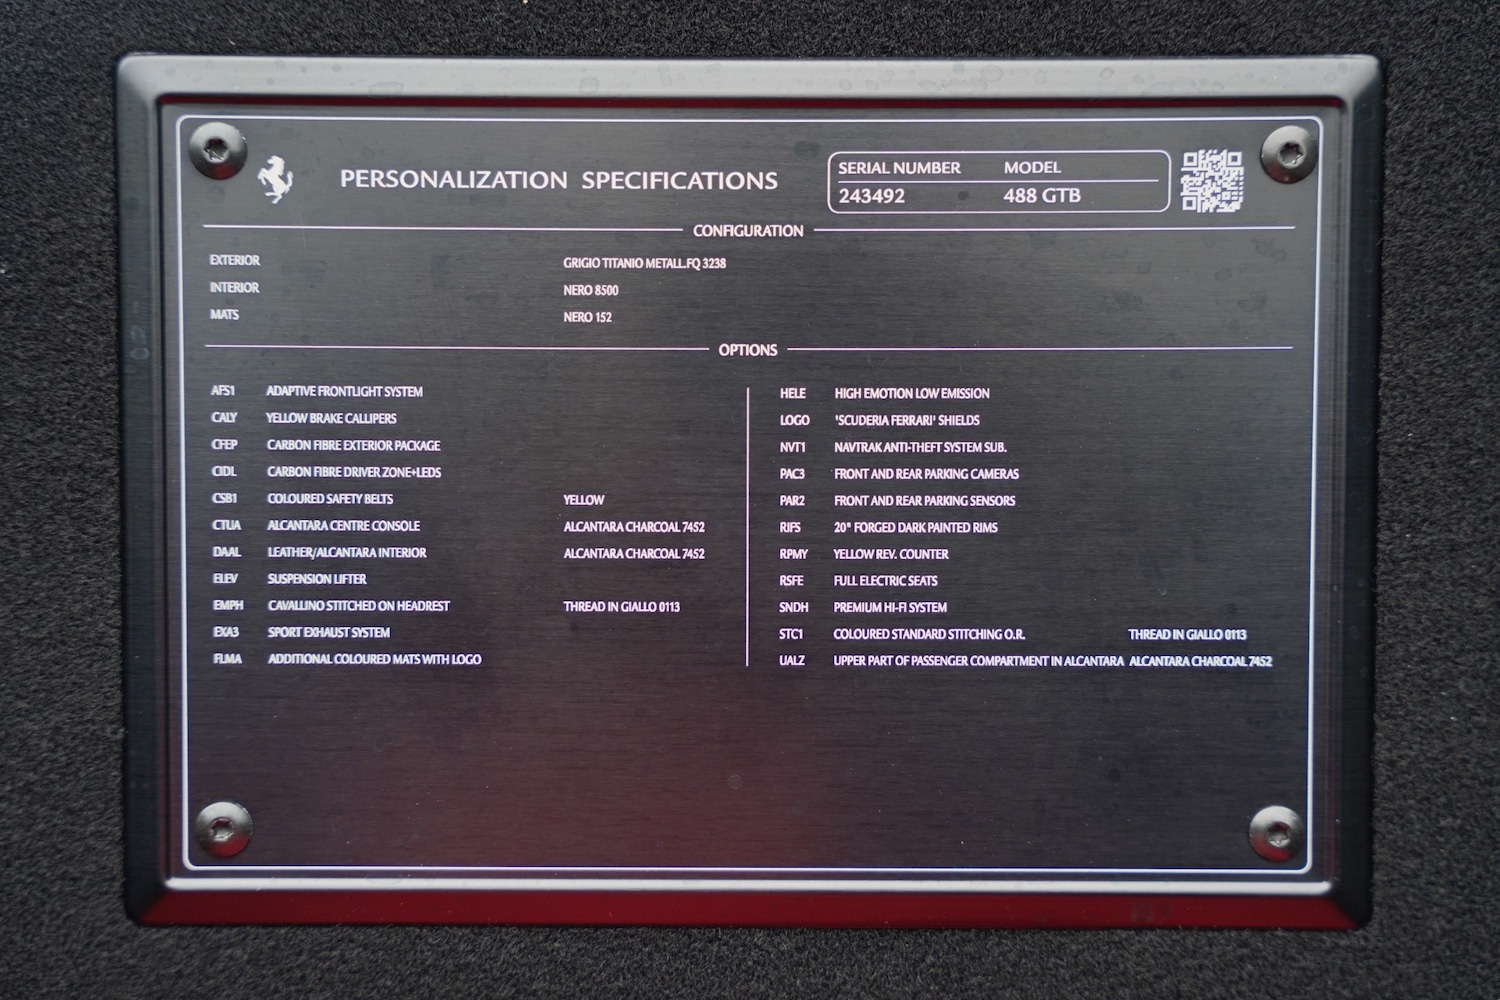 PERSONALIZATION SPECIFICATIONS
SERIAL NUMBER MODEL
243492 488 GTB
CONFIGURATION
EXTERIOR GRIGIO TITANIO METALL.FQ 3238
INTERIOR NERO 8500
MATS NERO 152
OPTIONS
AFS1 ADAPTIVE FRONTLIGHT SYSTEM
CALY YELLOW BRAKE CALLIPERS
CFEP CARBON FIBRE EXTERIOR PACKAGE
CIDL CARBON FIBRE DRIVER ZONE+LEDS
CSB1 COLOURED SAFETY BELTS YELLOW
CTUA ALCANTARA CENTRE CONSOLE ALCANTARA CHARCOAL 7452
DAAL LEATHER/ALCANTARA INTERIOR ALCANTARA CHARCOAL 7452
ELEV SUSPENSION LIFTER
EMPH CAVALLINO STITCHED ON HEADREST THREAD IN GIALLO 0113
EXA3 SPORT EXHAUST SYSTEM
FLMA ADDITIONAL COLOURED MATS WITH LOGO
HELE HIGH EMOTION LOW EMISSION
LOGO 'SCUDERIA FERRARI' SHIELDS
NVT1 NAVTRAK ANTI-THEFT SYSTEM SUB.
PAC3 FRONT AND REAR PARKING CAMERAS
PAR2 FRONT AND REAR PARKING SENSORS
RIFS 20" FORGED DARK PAINTED RIMS
RPMY YELLOW REV. COUNTER
RSFE FULL ELECTRIC SEATS
SNDH PREMIUM HI-FI SYSTEM
STC1 COLOURED STANDARD STITCHING O.R. THREAD IN GIALLO 0113
UALZ UPPER PART OF PASSENGER COMPARTMENT IN ALCANTARA ALCANTARA CHARCOAL 7452